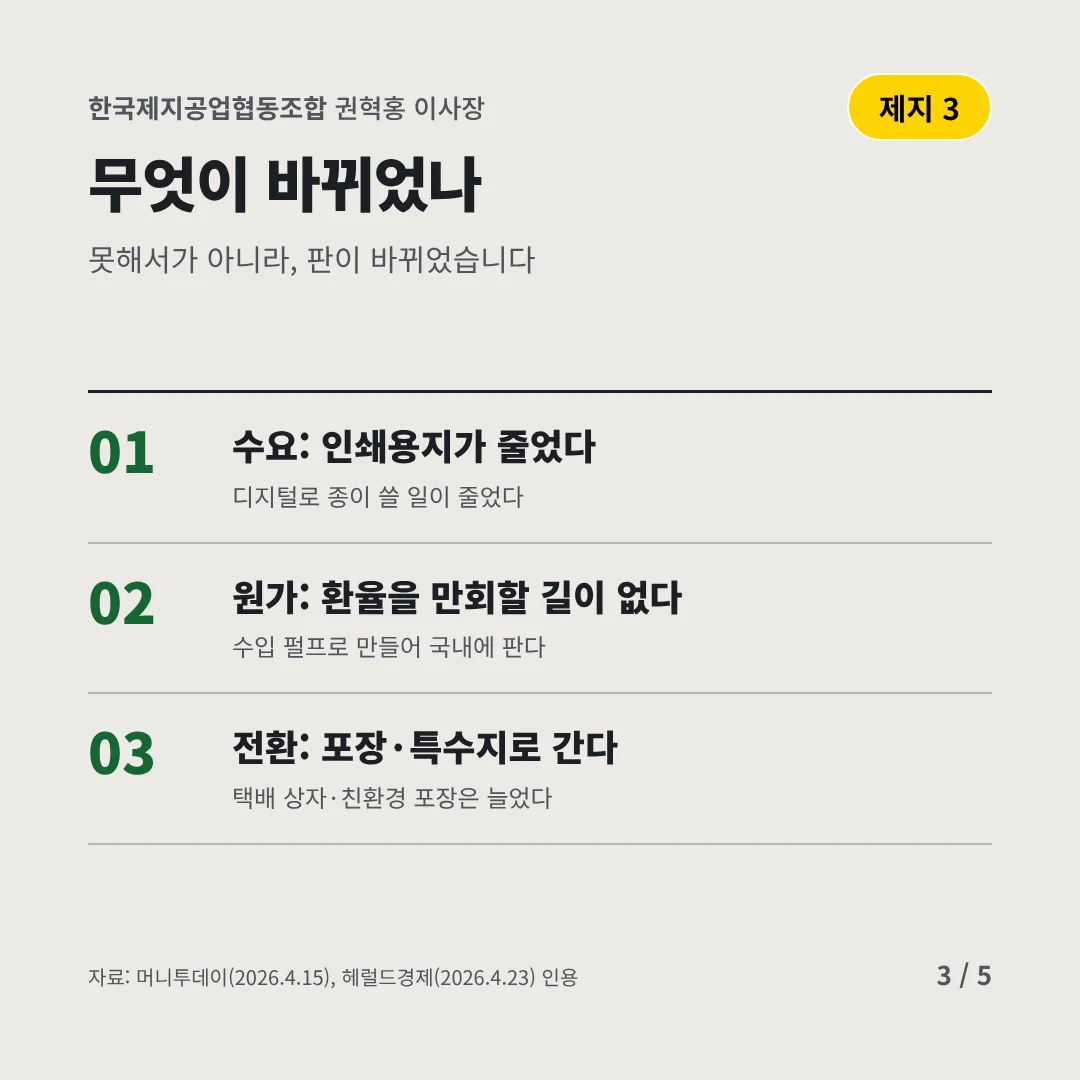 한국제지공업협동조합 권혁홍 이사장
제지 3
무엇이 바뀌었나
못해서가 아니라, 판이 바뀌었습니다
01
수요: 인쇄용지가 줄었다
디지털로 종이 쓸 일이 줄었다
02
원가: 환율을 만회할 길이 없다
수입 펄프로 만들어 국내에 판다
03
전환: 포장·특수지로 간다
택배 상자·친환경 포장은 늘었다
자료: 머니투데이(2026.4.15), 헤럴드경제(2026.4.23) 인용
3 / 5